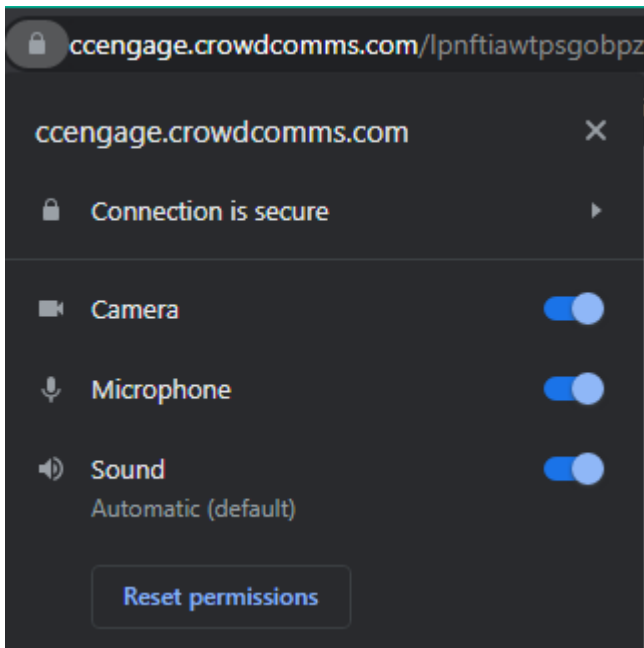 ccengage.crowdcomms.com/lpnftiawtpsgobpz
ccengage.crowdcomms.com
Connection is secure
Camera
Microphone
Sound
Automatic (default)
Reset permissions